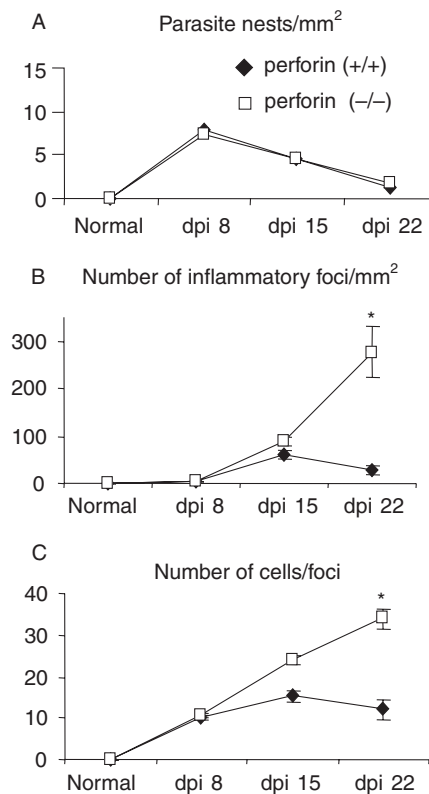 A Parasite nests/mm²
◆ perforin (+/+)
□ perforin (−/−)
15
10
5
0
Normal dpi 8 dpi 15 dpi 22
B Number of inflammatory foci/mm²
*
300
200
100
0
Normal dpi 8 dpi 15 dpi 22
C Number of cells/foci
*
40
30
20
10
0
Normal dpi 8 dpi 15 dpi 22